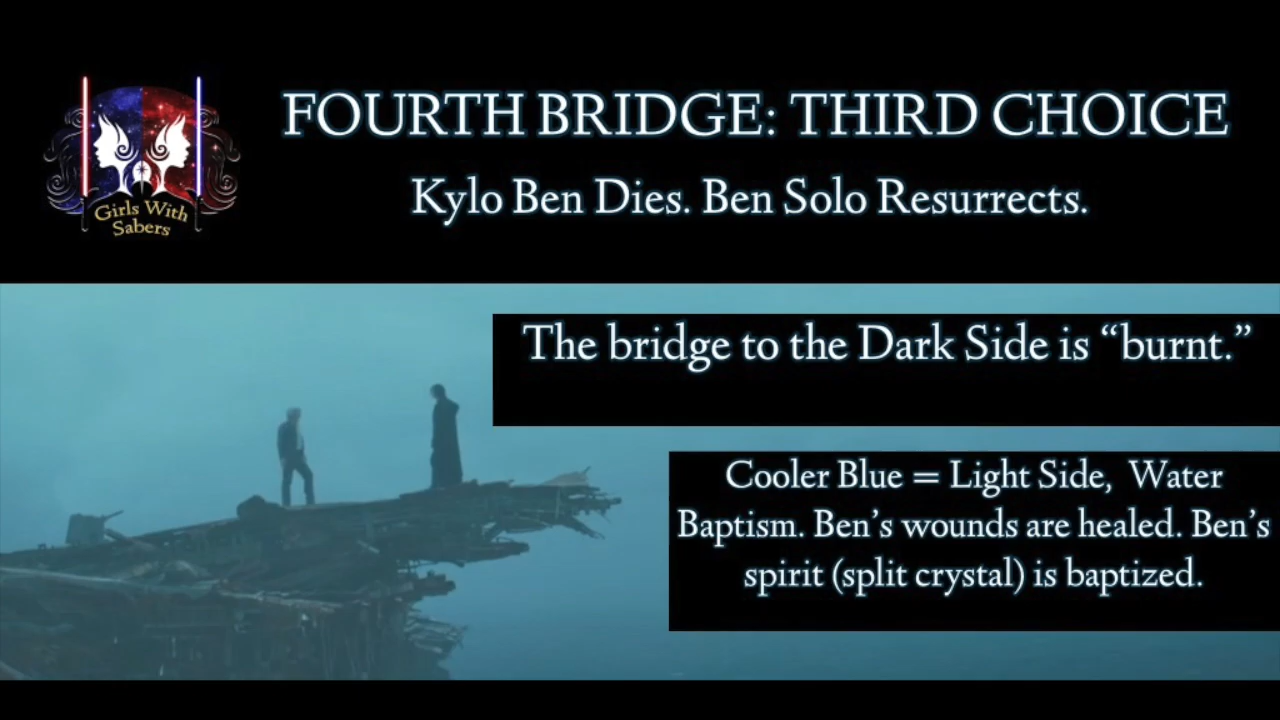 FOURTH BRIDGE: THIRD CHOICE
Kylo Ben Dies. Ben Solo Resurrects.
Girls With
Sabers
The bridge to the Dark Side is “burnt.”
Cooler Blue = Light Side, Water
Baptism. Ben’s wounds are healed. Ben’s
spirit (split crystal) is baptized.